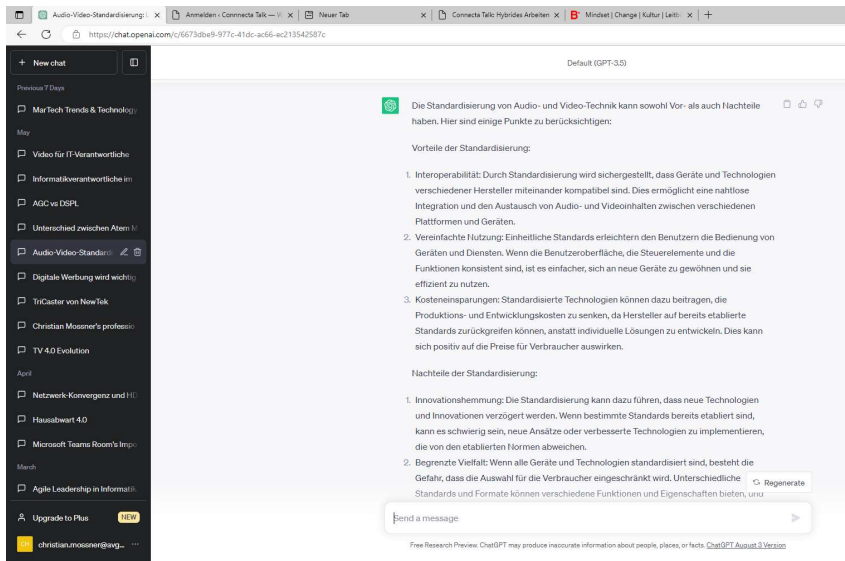 Audio-Video-Standardisierung: U
Anmelden ‹ Connnecta Talk — W
Neuer Tab
Connecta Talk: Hybrides Arbeiten
Mindset | Change | Kultur | Leitbil
https://chat.openai.com/c/6673dbe9-977c-41dc-ac66-ec213542587c
New chat
Default (GPT-3.5)
Previous 7 Days
MarTech Trends & Technology
May
Video für IT-Verantwortliche
Informatikverantwortliche im
AGC vs DSPL
Unterschied zwischen Atem M
Audio-Video-Standardi
Digitale Werbung wird wichtig
TriCaster von NewTek
Christian Mossner's professio
TV 4.0 Evolution
April
Netzwerk-Konvergenz und HD
Hausabwart 4.0
Microsoft Teams Room's Impo
March
Agile Leadership in Informatik
Upgrade to Plus NEW
christian.mossner@avg...
Die Standardisierung von Audio- und Video-Technik kann sowohl Vor- als auch Nachteile
haben. Hier sind einige Punkte zu berücksichtigen:
Vorteile der Standardisierung:
1. Interoperabilität: Durch Standardisierung wird sichergestellt, dass Geräte und Technologien
verschiedener Hersteller miteinander kompatibel sind. Dies ermöglicht eine nahtlose
Integration und den Austausch von Audio- und Videoinhalten zwischen verschiedenen
Plattformen und Geräten.
2. Vereinfachte Nutzung: Einheitliche Standards erleichtern den Benutzern die Bedienung von
Geräten und Diensten. Wenn die Benutzeroberfläche, die Steuerelemente und die
Funktionen konsistent sind, ist es einfacher, sich an neue Geräte zu gewöhnen und sie
effizient zu nutzen.
3. Kosteneinsparungen: Standardisierte Technologien können dazu beitragen, die
Produktions- und Entwicklungskosten zu senken, da Hersteller auf bereits etablierte
Standards zurückgreifen können, anstatt individuelle Lösungen zu entwickeln. Dies kann
sich positiv auf die Preise für Verbraucher auswirken.
Nachteile der Standardisierung:
1. Innovationshemmung: Die Standardisierung kann dazu führen, dass neue Technologien
und Innovationen verzögert werden. Wenn bestimmte Standards bereits etabliert sind,
kann es schwierig sein, neue Ansätze oder verbesserte Technologien zu implementieren,
die von den etablierten Normen abweichen.
2. Begrenzte Vielfalt: Wenn alle Geräte und Technologien standardisiert sind, besteht die
Gefahr, dass die Auswahl für die Verbraucher eingeschränkt wird. Unterschiedliche
Standards und Formate können verschiedene Funktionen und Eigenschaften bieten, und
Regenerate
Send a message
Free Research Preview. ChatGPT may produce inaccurate information about people, places, or facts. ChatGPT August 3 Version